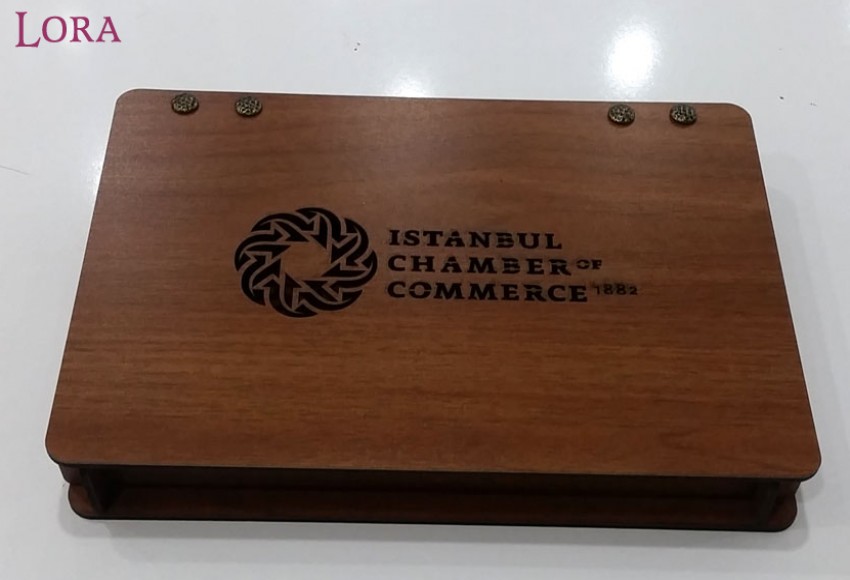 LORA
ISTANBUL
CHAMBER OF
COMMERCE 1882